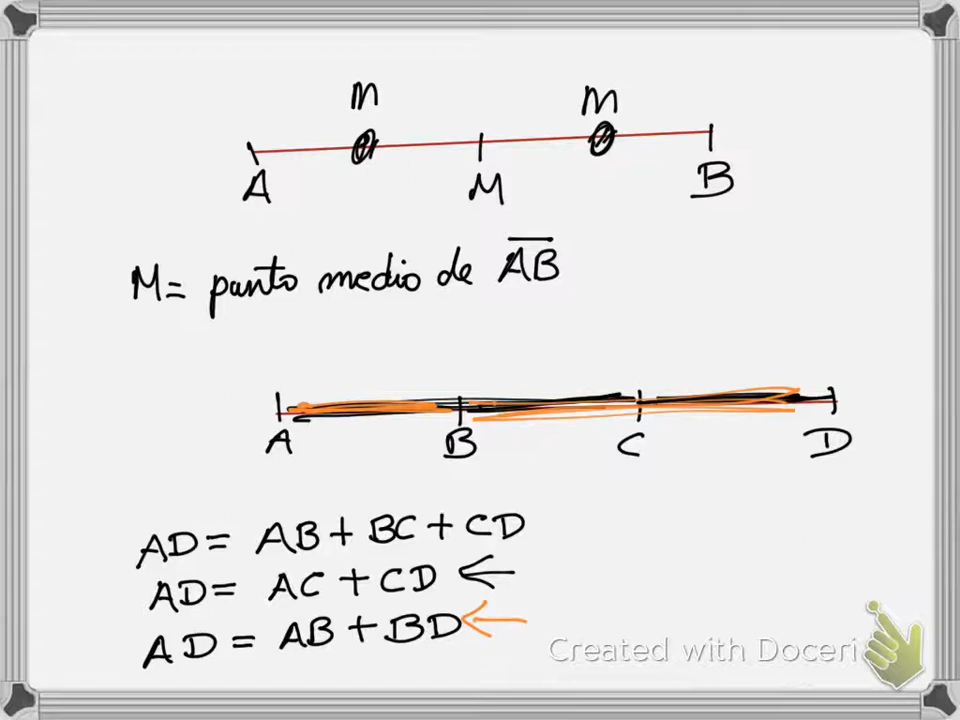 m m
A M B
M= punto medio de AB
A B C D
AD = AB + BC + CD
AD = AC + CD
AD = AB + BD
Created with Doceri